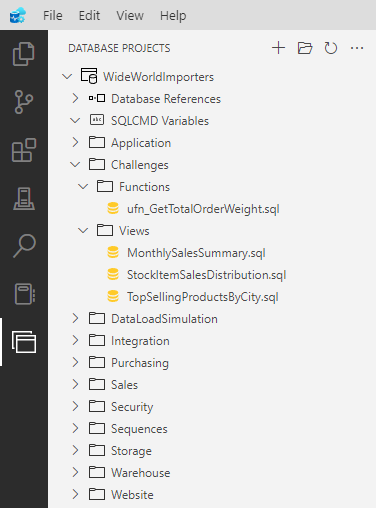 File Edit View Help
DATABASE PROJECTS
WideWorldImporters
Database References
abc SQLCMD Variables
Application
Challenges
Functions
ufn_GetTotalOrderWeight.sql
Views
MonthlySalesSummary.sql
StockItemSalesDistribution.sql
TopSellingProductsByCity.sql
DataLoadSimulation
Integration
Purchasing
Sales
Security
Sequences
Storage
Warehouse
Website